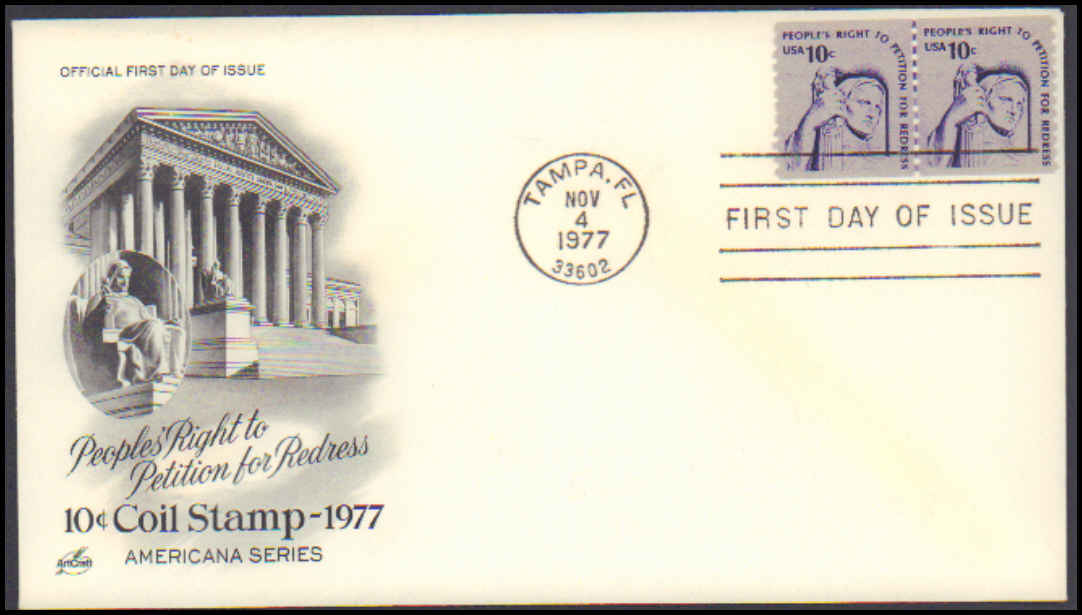 OFFICIAL FIRST DAY OF ISSUE
PEOPLE'S RIGHT TO PETITION FOR REDRESS
USA 10c
PEOPLE'S RIGHT TO PETITION FOR REDRESS
USA 10c
TAMPA, FL
NOV
4
1977
33602
FIRST DAY OF ISSUE
People's Right to
Petition for Redress
10¢ Coil Stamp-1977
AMERICANA SERIES
ArtCraft